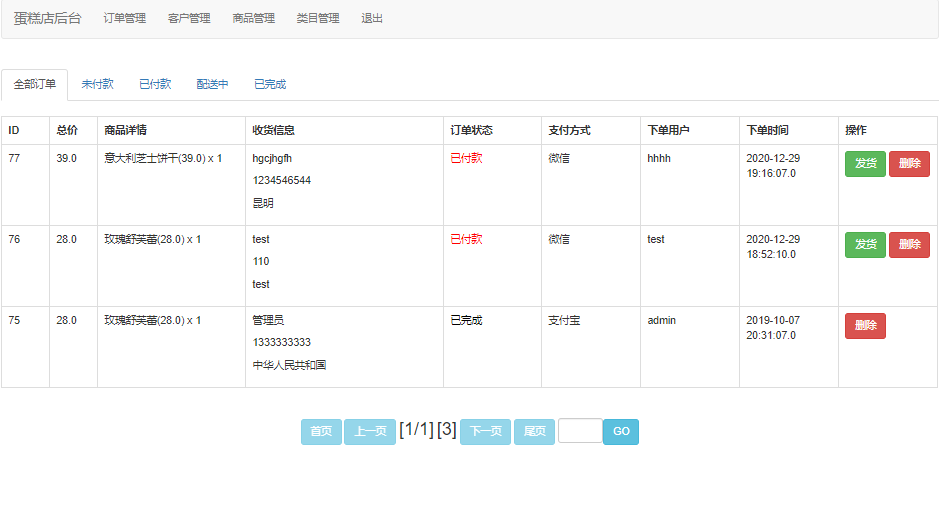 蛋糕店后台 订单管理 客户管理 商品管理 类目管理 退出
全部订单 未付款 已付款 配送中 已完成
ID 总价 商品详情 收货信息 订单状态 支付方式 下单用户 下单时间 操作
77 39.0 意大利芝士饼干(39.0) x 1 hgcjhgfh 已付款 微信 hhhh 2020-12-29 发货 删除
19:16:07.0
1234546544
昆明
76 28.0 玫瑰舒芙蕾(28.0) x 1 test 已付款 微信 test 2020-12-29 发货 删除
18:52:10.0
110
test
75 28.0 玫瑰舒芙蕾(28.0) x 1 管理员 已完成 支付宝 admin 2019-10-07 删除
20:31:07.0
1333333333
中华人民共和国
首页 上一页 [1/1] [3] 下一页 尾页 GO